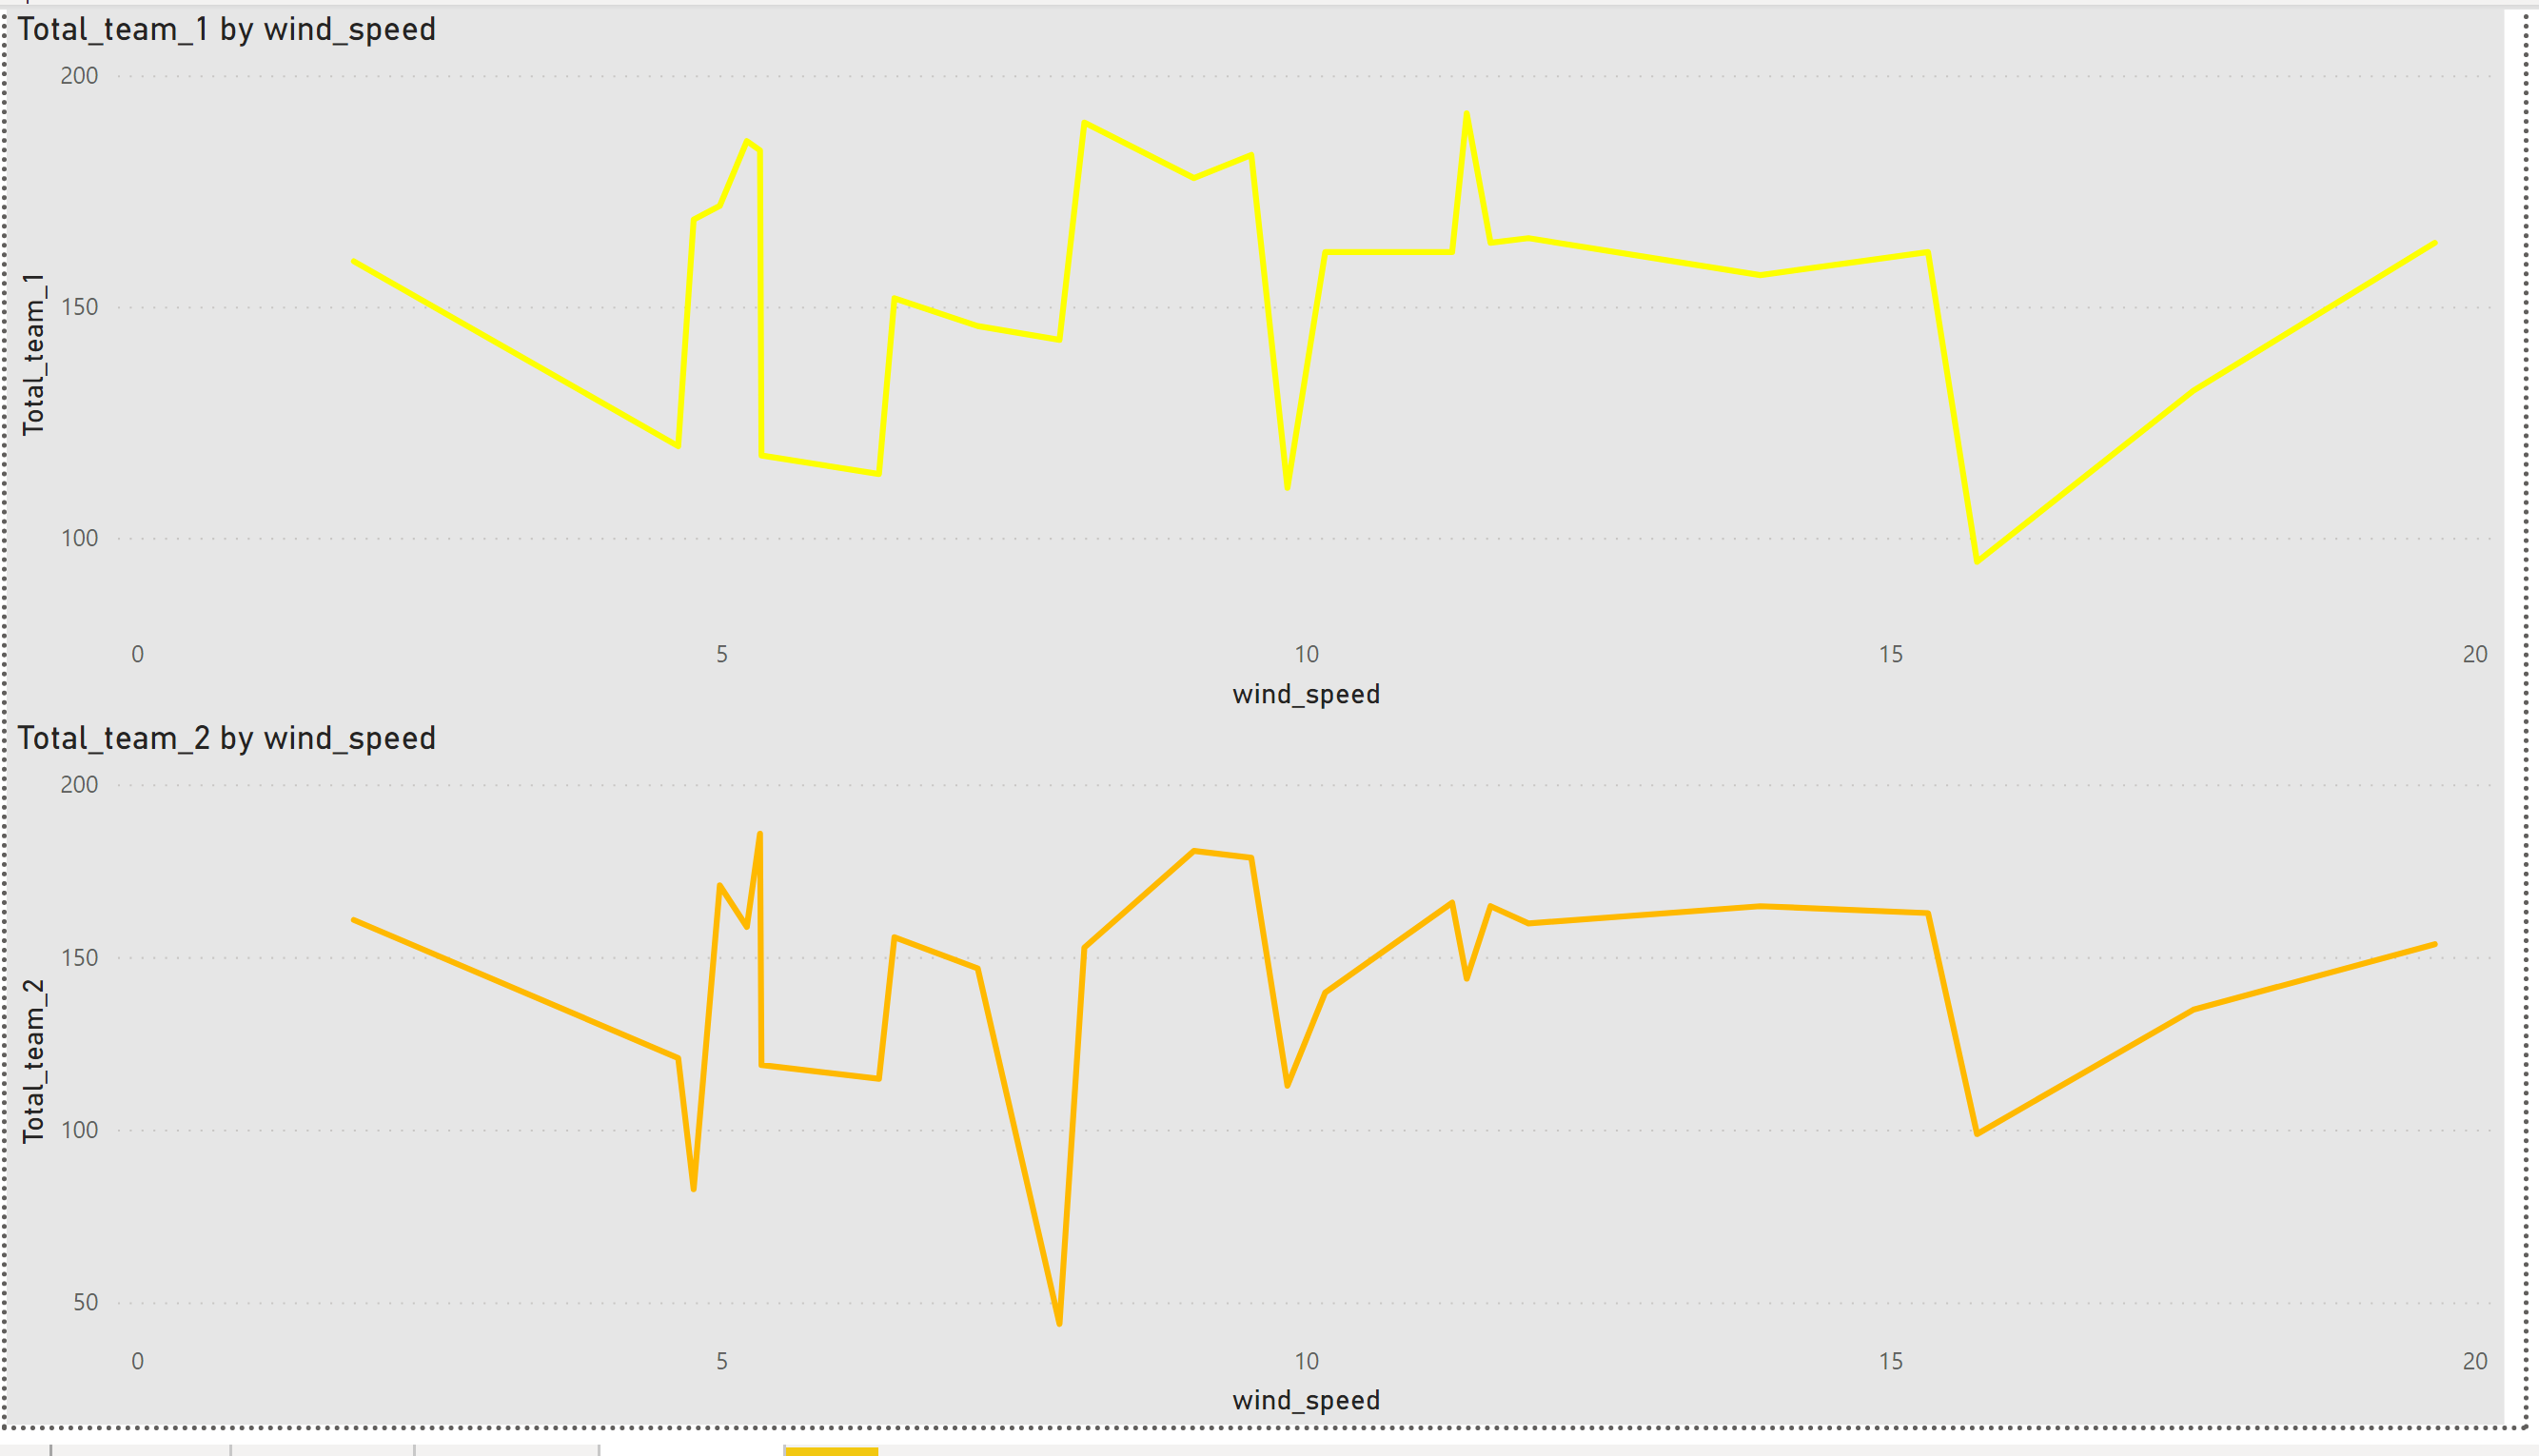 Total_team_1 by wind_speed
200
150
100
Total_team_1
0 5 10 15 20
wind_speed
Total_team_2 by wind_speed
200
150
100
50
Total_team_2
0 5 10 15 20
wind_speed